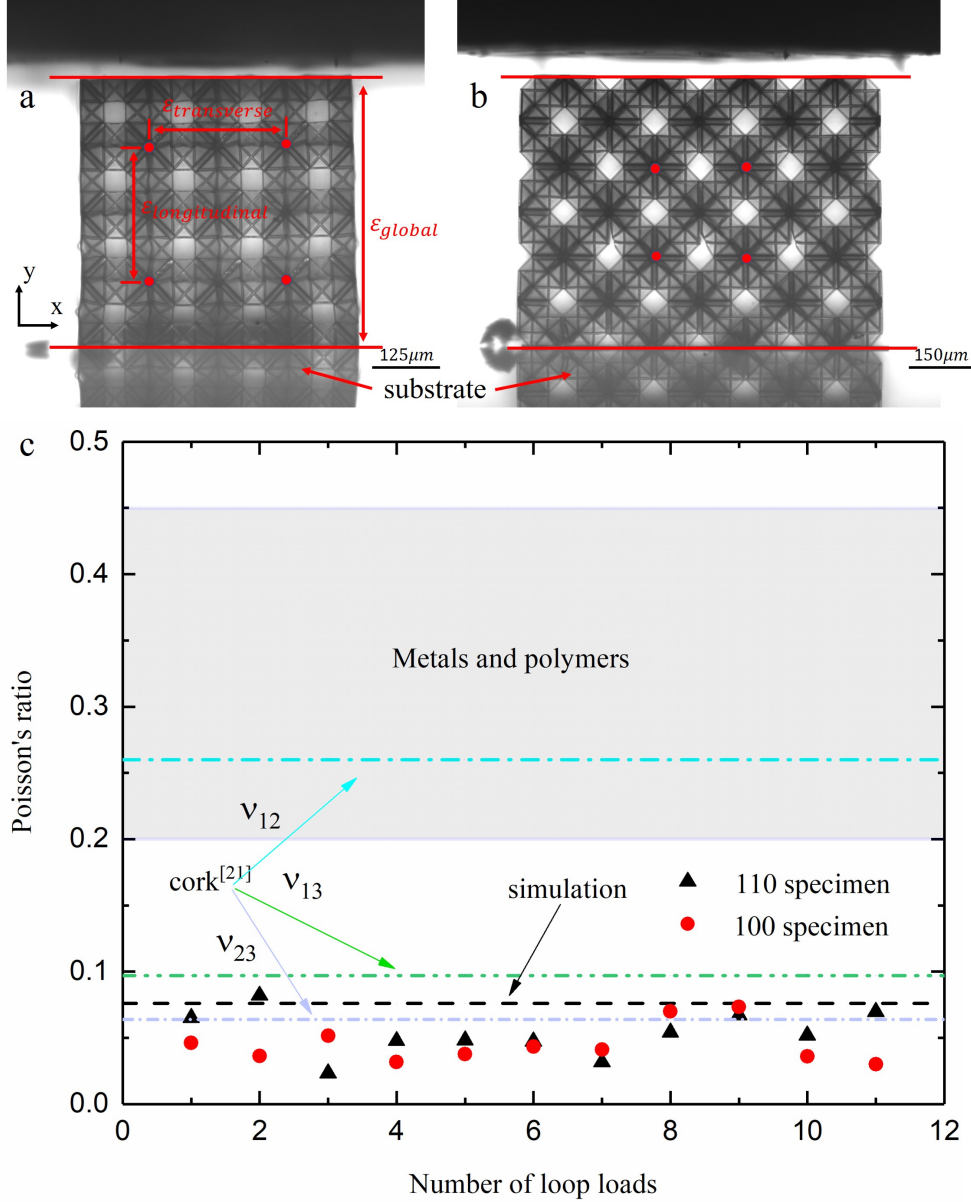 a
ε_transverse
ε_longitudinal
ε_global
y
x
125μm
b
150μm
substrate
c
0.5
0.4
0.3
0.2
0.1
0.0
Poisson's ratio
Metals and polymers
ν12
cork[21]
ν13
ν23
simulation
110 specimen
100 specimen
0 2 4 6 8 10 12
Number of loop loads